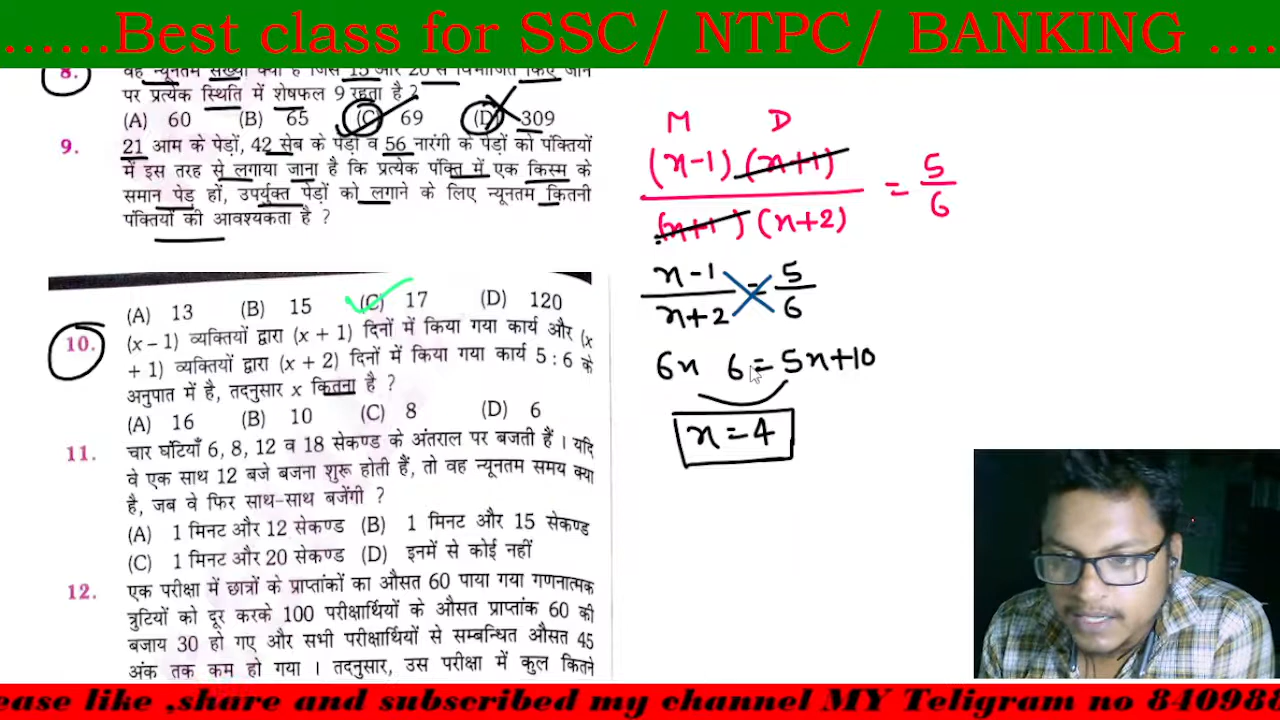 ......Best class for SSC/ NTPC/ BANKING ....
8. वह न्यूनतम संख्या क्या है जिसे 15 और 20 से विभाजित किए जाने
पर प्रत्येक स्थिति में शेषफल 9 रहता है ?
(A) 60 (B) 65 (C) 69 (D) 309
9. 21 आम के पेड़ों, 42 सेब के पेड़ों व 56 नारंगी के पेड़ों को पंक्तियों
में इस तरह से लगाया जाना है कि प्रत्येक पंक्ति में एक किस्म के
समान पेड़ हों, उपर्युक्त पेड़ों को लगाने के लिए न्यूनतम कितनी
पंक्तियों की आवश्यकता है ?
(A) 13 (B) 15 (C) 17 (D) 120
10. (x – 1) व्यक्तियों द्वारा (x + 1) दिनों में किया गया कार्य और (x
+ 1) व्यक्तियों द्वारा (x + 2) दिनों में किया गया कार्य 5 : 6 के
अनुपात में है, तदनुसार x कितना है ?
(A) 16 (B) 10 (C) 8 (D) 6
11. चार घंटियाँ 6, 8, 12 व 18 सेकण्ड के अंतराल पर बजती हैं । यदि
वे एक साथ 12 बजे बजना शुरू होती हैं, तो वह न्यूनतम समय क्या
है, जब वे फिर साथ-साथ बजेंगी ?
(A) 1 मिनट और 12 सेकण्ड (B) 1 मिनट और 15 सेकण्ड
(C) 1 मिनट और 20 सेकण्ड (D) इनमें से कोई नहीं
12. एक परीक्षा में छात्रों के प्राप्तांकों का औसत 60 पाया गया गणनात्मक
त्रुटियों को दूर करके 100 परीक्षार्थियों के औसत प्राप्तांक 60 की
बजाय 30 हो गए और सभी परीक्षार्थियों से सम्बन्धित औसत 45
अंक तक कम हो गया । तदनुसार, उस परीक्षा में कुल कितने
M D
(x-1) (x+1)
= 5/6
(x+1) (x+2)
x-1 = 5
x+2 6
6x 6 = 5x+10
x = 4
ease like ,share and subscribed my channel MY Teligram no 84098